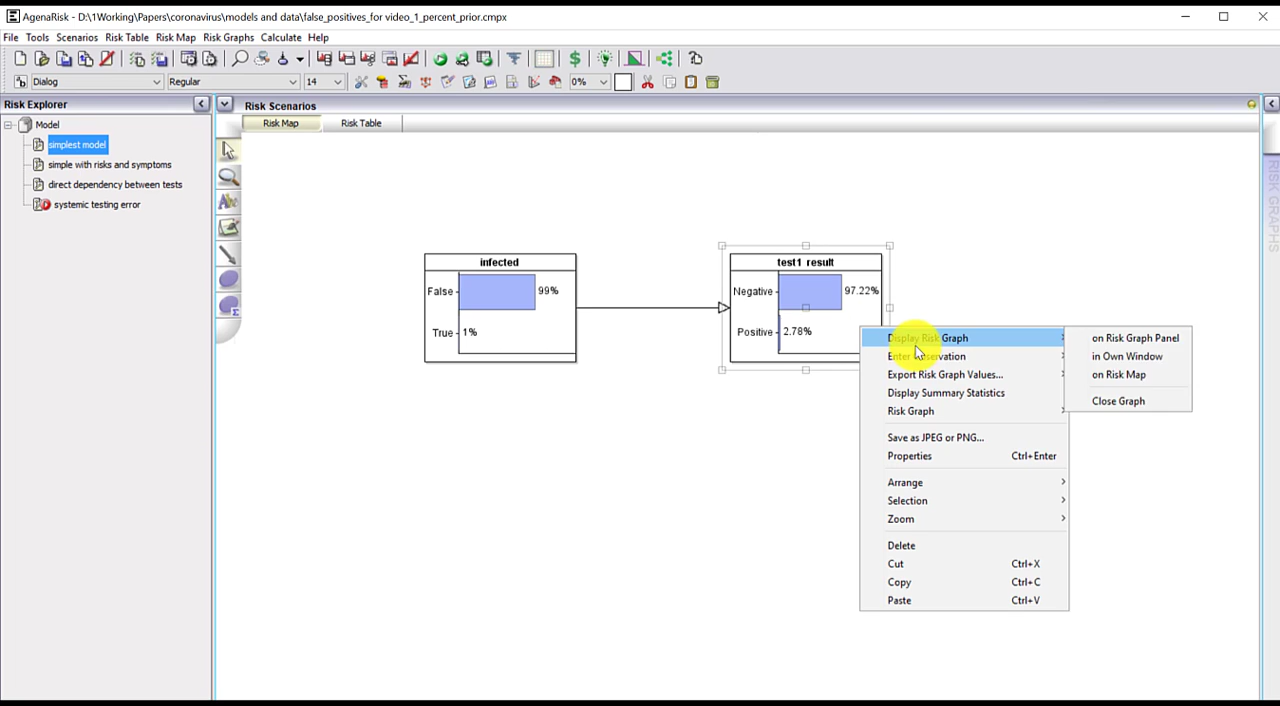 AgenaRisk - D:\1Working\Papers\coronavirus\models and data\false_positives_for video_1_percent_prior.cmpx
File Tools Scenarios Risk Table Risk Map Risk Graphs Calculate Help
Dialog Regular 14 0%
Risk Explorer
Risk Scenarios
Risk Map Risk Table
Model
simplest model
simple with risks and symptoms
direct dependency between tests
systemic testing error
infected
False 99%
True 1%
test1 result
Negative 97.22%
Positive 2.78%
Display Risk Graph
Enter Observation
Export Risk Graph Values...
Display Summary Statistics
Risk Graph
Save as JPEG or PNG...
Properties Ctrl+Enter
Arrange
Selection
Zoom
Delete
Cut Ctrl+X
Copy Ctrl+C
Paste Ctrl+V
on Risk Graph Panel
in Own Window
on Risk Map
Close Graph
RISK GRAPHS